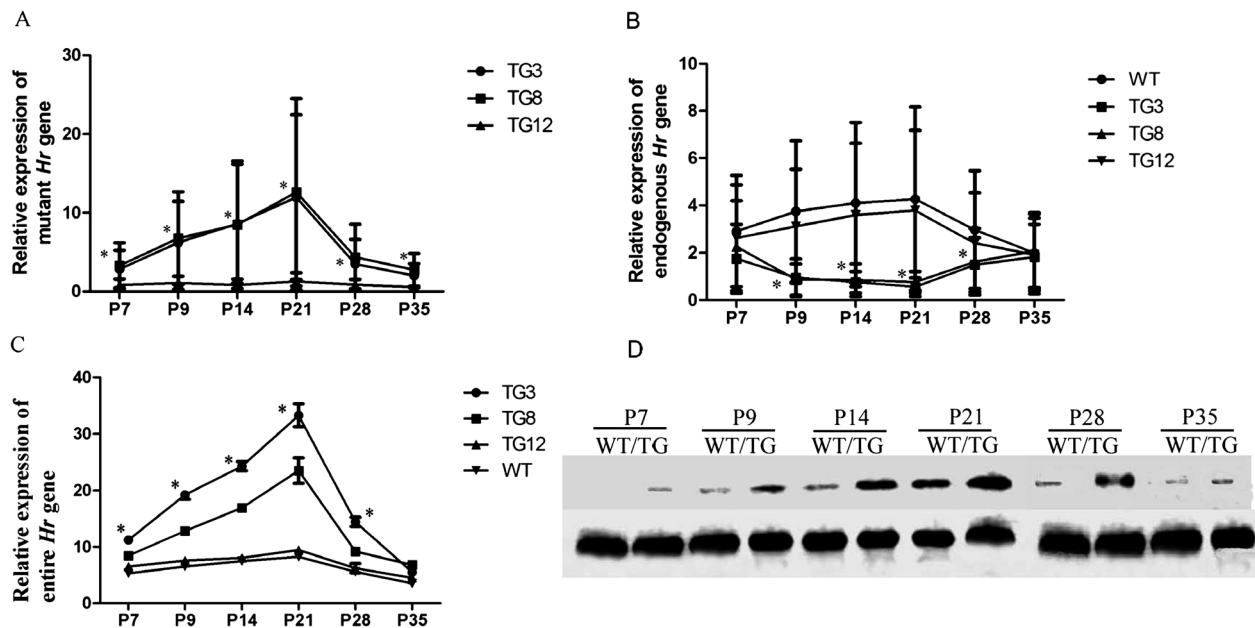 A
Relative expression of
mutant Hr gene
30
20
10
0
P7 P9 P14 P21 P28 P35
* * * * * *
TG3
TG8
TG12
B
Relative expression of
endogenous Hr gene
10
8
6
4
2
0
P7 P9 P14 P21 P28 P35
* * * *
WT
TG3
TG8
TG12
C
Relative expression of
entire Hr gene
40
30
20
10
0
P7 P9 P14 P21 P28 P35
* * * * *
TG3
TG8
TG12
WT
D
P7 P9 P14 P21 P28 P35
WT/TG WT/TG WT/TG WT/TG WT/TG WT/TG